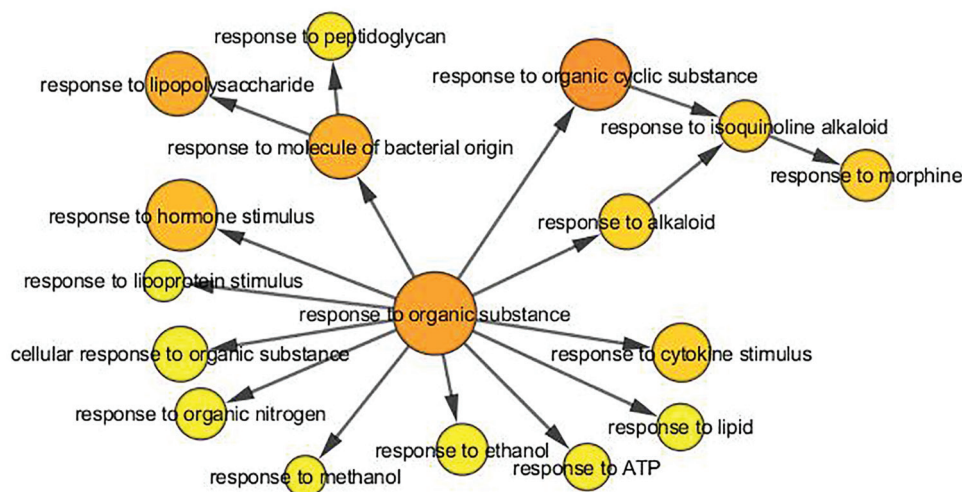 response to peptidoglycan
response to lipopolysaccharide
response to organic cyclic substance
response to isoquinoline alkaloid
response to molecule of bacterial origin
response to morphine
response to hormone stimulus
response to alkaloid
response to lipoprotein stimulus
response to organic substance
cellular response to organic substance
response to cytokine stimulus
response to organic nitrogen
response to lipid
response to ethanol
response to ATP
response to methanol